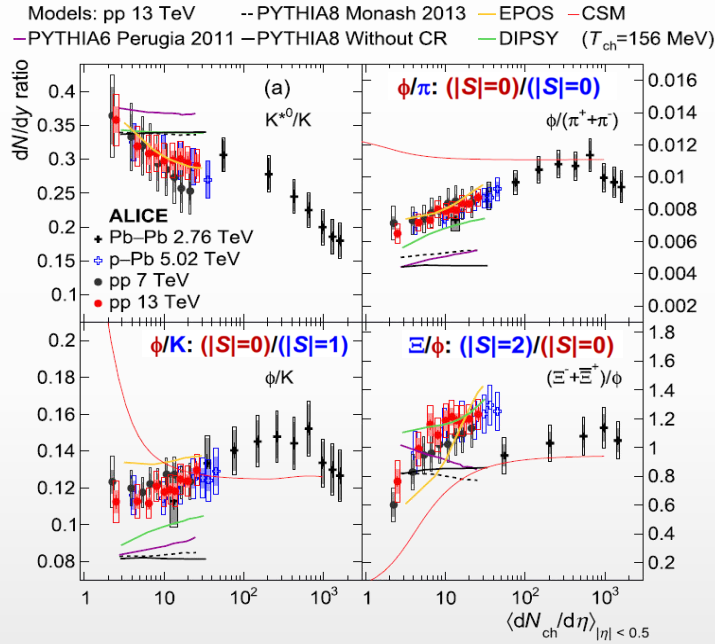 Models: pp 13 TeV PYTHIA8 Monash 2013 EPOS CSM
PYTHIA6 Perugia 2011 PYTHIA8 Without CR DIPSY (T_ch=156 MeV)
dN/dy ratio
(a)
K*⁰/K
0.4
0.35
0.3
0.25
0.2
0.15
0.1
ALICE
Pb–Pb 2.76 TeV
p–Pb 5.02 TeV
pp 7 TeV
pp 13 TeV
ϕ/π: (|S|=0)/(|S|=0)
ϕ/(π⁺+π⁻)
0.016
0.014
0.012
0.01
0.008
0.006
0.004
0.002
ϕ/K: (|S|=0)/(|S|=1)
ϕ/K
0.2
0.18
0.16
0.14
0.12
0.1
0.08
1 10 10² 10³
Ξ/ϕ: (|S|=2)/(|S|=0)
(Ξ⁻+Ξ̅⁺)/ϕ
1.8
1.6
1.4
1.2
1
0.8
0.6
0.4
0.2
1 10 10² 10³
⟨dN_ch/dη⟩_|η| < 0.5